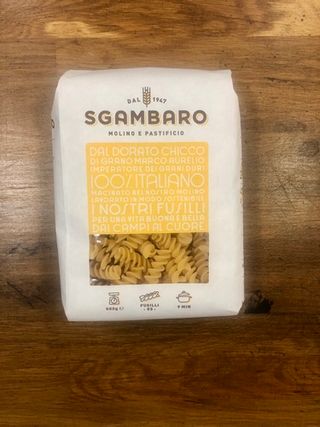 DAL 1947
SGAMBARO
MOLINO E PASTIFICIO
DAL DORATO CHICCO
DI GRANO MARCO AURELIO
IMPERATORE DEI GRANI DURI
100% ITALIANO
MACINATO NEL NOSTRO MOLINO
LAVORATO IN MODO SOSTENIBILE
I NOSTRI FUSILLI
PER UNA VITA BUONA E BELLA
DAI CAMPI AL CUORE
500g e
FUSILLI
9 MIN